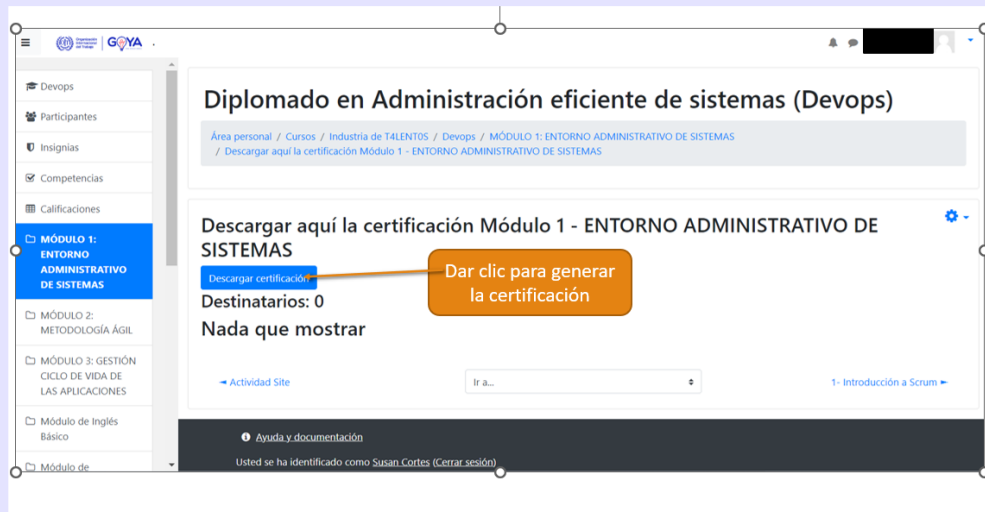 Organización
Internacional
del Trabajo
GOYA
.
Devops
Participantes
Insignias
Competencias
Calificaciones
MÓDULO 1:
ENTORNO
ADMINISTRATIVO
DE SISTEMAS
MÓDULO 2:
METODOLOGÍA ÁGIL
MÓDULO 3: GESTIÓN
CICLO DE VIDA DE
LAS APLICACIONES
Módulo de Inglés
Básico
Módulo de
Diplomado en Administración eficiente de sistemas (Devops)
Área personal / Cursos / Industria de T4LENT0S / Devops / MÓDULO 1: ENTORNO ADMINISTRATIVO DE SISTEMAS
/ Descargar aquí la certificación Módulo 1 - ENTORNO ADMINISTRATIVO DE SISTEMAS
Descargar aquí la certificación Módulo 1 - ENTORNO ADMINISTRATIVO DE
SISTEMAS
Descargar certificación
Dar clic para generar
la certificación
Destinatarios: 0
Nada que mostrar
◄ Actividad Site
Ir a...
1- Introducción a Scrum ►
Ayuda y documentación
Usted se ha identificado como Susan Cortes (Cerrar sesión)